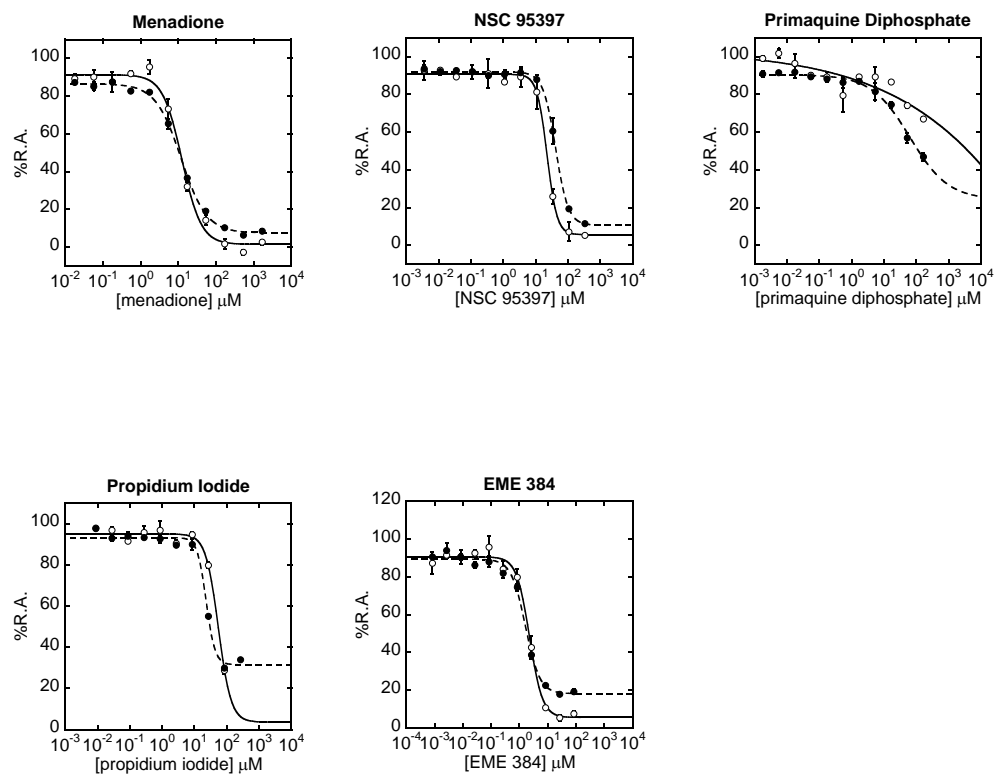 Menadione
NSC 95397
Primaquine Diphosphate
%R.A.
100
80
60
40
20
0
10⁻² 10⁻¹ 10⁰ 10¹ 10² 10³ 10⁴
[menadione] μM
%R.A.
100
80
60
40
20
0
10⁻³ 10⁻² 10⁻¹ 10⁰ 10¹ 10² 10³ 10⁴
[NSC 95397] μM
%R.A.
100
80
60
40
20
0
10⁻³ 10⁻² 10⁻¹ 10⁰ 10¹ 10² 10³ 10⁴
[primaquine diphosphate] μM
Propidium Iodide
EME 384
%R.A.
100
80
60
40
20
0
10⁻³ 10⁻² 10⁻¹ 10⁰ 10¹ 10² 10³ 10⁴
[propidium iodide] μM
%R.A.
120
100
80
60
40
20
0
10⁻⁴ 10⁻³ 10⁻² 10⁻¹ 10⁰ 10¹ 10² 10³ 10⁴
[EME 384] μM